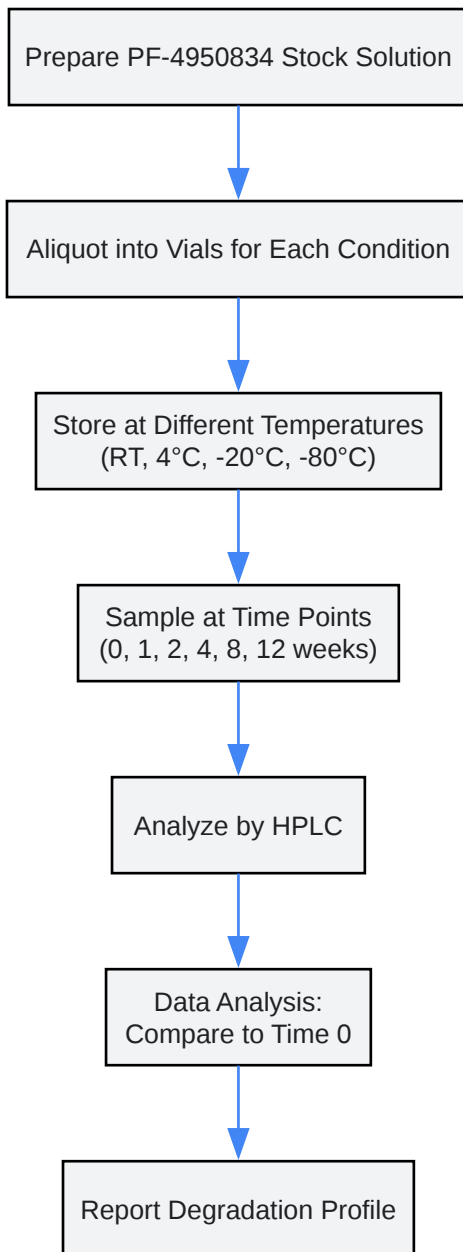 Prepare PF-4950834 Stock Solution
Aliquot into Vials for Each Condition
Store at Different Temperatures
(RT, 4°C, -20°C, -80°C)
Sample at Time Points
(0, 1, 2, 4, 8, 12 weeks)
Analyze by HPLC
Data Analysis:
Compare to Time 0
Report Degradation Profile